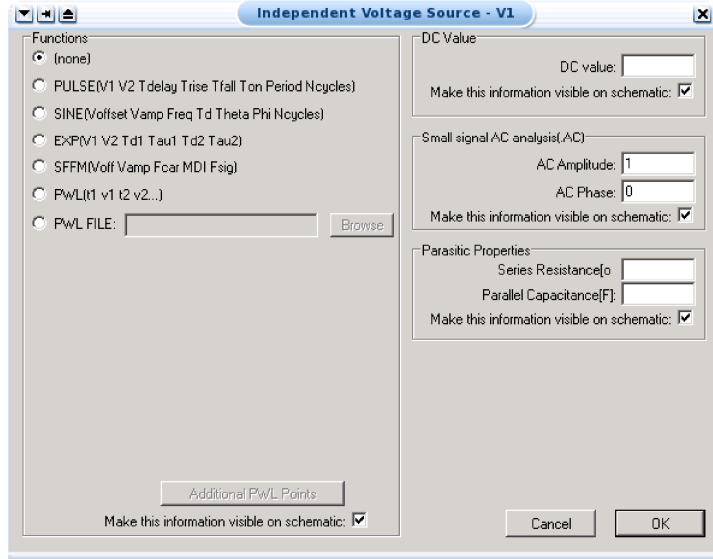 Independent Voltage Source - V1
Functions
(none)
PULSE(V1 V2 Tdelay Trise Tfall Ton Period Ncycles)
SINE(Voffset Vamp Freq Td Theta Phi Ncycles)
EXP(V1 V2 Td1 Tau1 Td2 Tau2)
SFFM(Voff Vamp Fcar MDI Fsig)
PWL(t1 v1 t2 v2...)
PWL FILE:
Browse
Additional PWL Points
Make this information visible on schematic:
DC Value
DC value:
Make this information visible on schematic:
Small signal AC analysis(.AC)
AC Amplitude: 1
AC Phase: 0
Make this information visible on schematic:
Parasitic Properties
Series Resistance[o
Parallel Capacitance[F]:
Make this information visible on schematic:
Cancel
OK